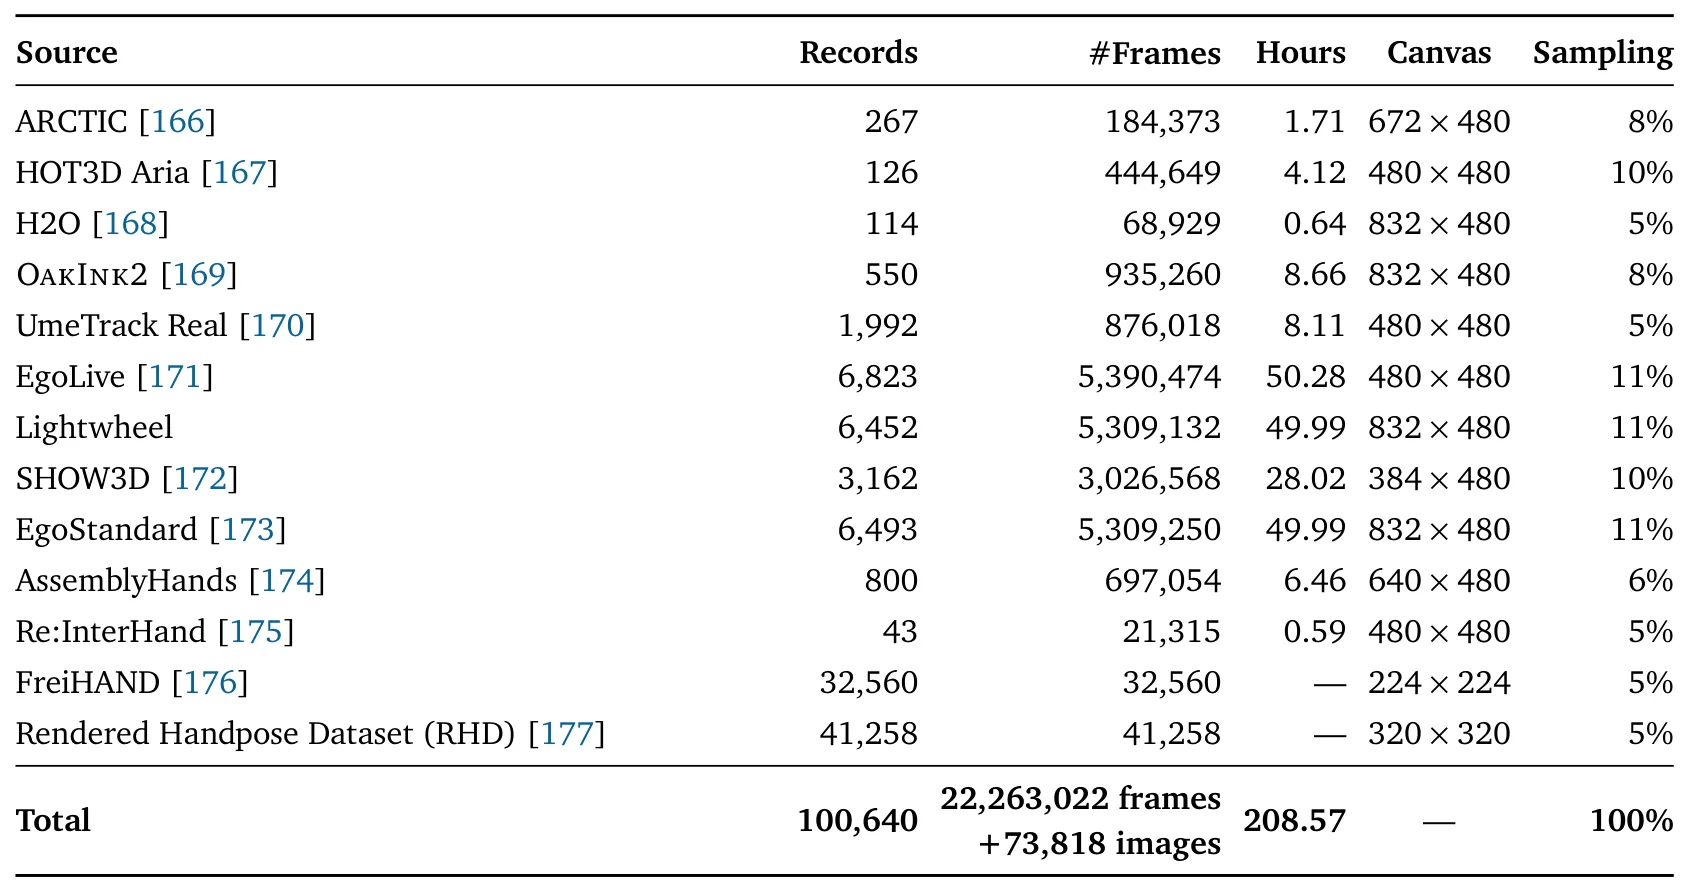 Source Records #Frames Hours Canvas Sampling
ARCTIC [166] 267 184,373 1.71 672 × 480 8%
HOT3D Aria [167] 126 444,649 4.12 480 × 480 10%
H2O [168] 114 68,929 0.64 832 × 480 5%
OakInk2 [169] 550 935,260 8.66 832 × 480 8%
UmeTrack Real [170] 1,992 876,018 8.11 480 × 480 5%
EgoLive [171] 6,823 5,390,474 50.28 480 × 480 11%
Lightwheel 6,452 5,309,132 49.99 832 × 480 11%
SHOW3D [172] 3,162 3,026,568 28.02 384 × 480 10%
EgoStandard [173] 6,493 5,309,250 49.99 832 × 480 11%
AssemblyHands [174] 800 697,054 6.46 640 × 480 6%
Re:InterHand [175] 43 21,315 0.59 480 × 480 5%
FreiHAND [176] 32,560 32,560 — 224 × 224 5%
Rendered Handpose Dataset (RHD) [177] 41,258 41,258 — 320 × 320 5%
Total 100,640 22,263,022 frames +73,818 images 208.57 — 100%